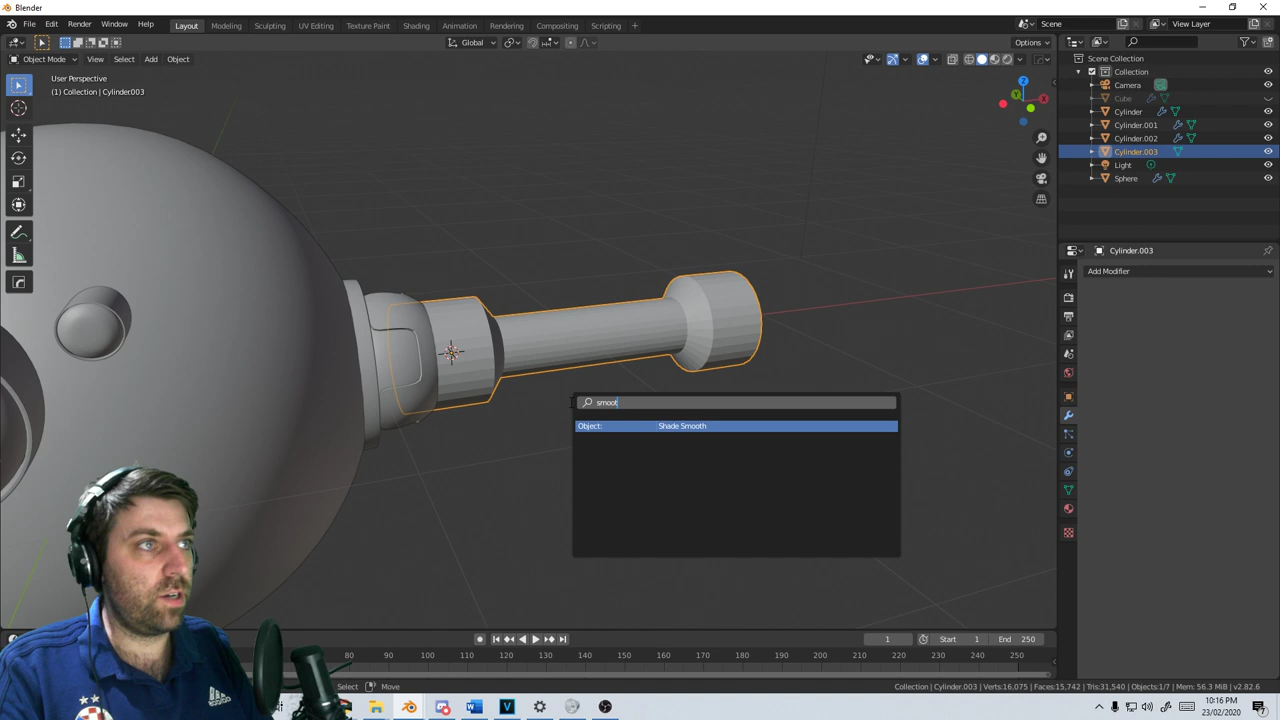 Blender
File Edit Render Window Help Layout Modeling Sculpting UV Editing Texture Paint Shading Animation Rendering Compositing Scripting + Scene View Layer
Global Options
Object Mode View Select Add Object
User Perspective
(1) Collection | Cylinder003
X
Y
Z
Scene Collection
Collection
Camera
Cube
Cylinder
Cylinder.001
Cylinder.002
Cylinder.003
Light
Sphere
Cylinder.003
Add Modifier
smoot
Object: Shade Smooth
1 Start 1 End 250
80 90 100 110 120 130 140 150 160 170 180 190 200 210 220 230 240 250
Select Move Collection | Cylinder.003 | Verts:16,075 | Faces:15,742 | Tris:31,540 | Objects:1/7 | Mem: 56.3 MiB | v2.82.6
adidas
10:16 PM
23/02/2020